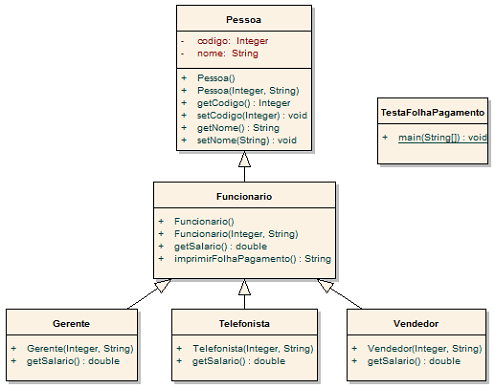 Pessoa
- codigo: Integer
- nome: String
+ Pessoa()
+ Pessoa(Integer, String)
+ getCodigo() : Integer
+ setCodigo(Integer) : void
+ getNome() : String
+ setNome(String) : void
TestaFolhaPagamento
+ main(String[]) : void
Funcionario
+ Funcionario()
+ Funcionario(Integer, String)
+ getSalario() : double
+ imprimirFolhaPagamento() : String
Gerente
+ Gerente(Integer, String)
+ getSalario() : double
Telefonista
+ Telefonista(Integer, String)
+ getSalario() : double
Vendedor
+ Vendedor(Integer, String)
+ getSalario() : double